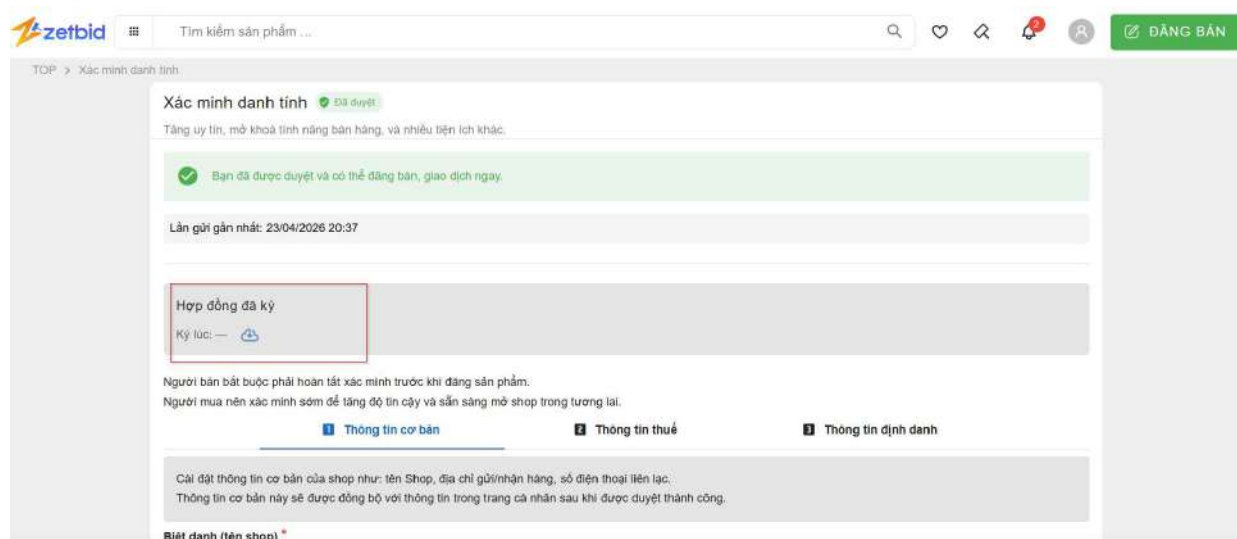 zetbid
Tìm kiếm sản phẩm ...
2
ĐĂNG BÁN
TOP > Xác minh danh tính
Xác minh danh tính Đã duyệt
Tăng uy tín, mở khoá tính năng bán hàng, và nhiều tiện ích khác.
Bạn đã được duyệt và có thể đăng bán, giao dịch ngay.
Lần gửi gần nhất: 23/04/2026 20:37
Hợp đồng đã ký
Ký lúc: —
Người bán bắt buộc phải hoàn tất xác minh trước khi đăng sản phẩm.
Người mua nên xác minh sớm để tăng độ tin cậy và sẵn sàng mở shop trong tương lai.
1 Thông tin cơ bản
2 Thông tin thuế
3 Thông tin định danh
Cài đặt thông tin cơ bản của shop như: tên Shop, địa chỉ gửi/nhận hàng, số điện thoại liên lạc.
Thông tin cơ bản này sẽ được đồng bộ với thông tin trong trang cá nhân sau khi được duyệt thành công.
Biệt danh (tên shop) *